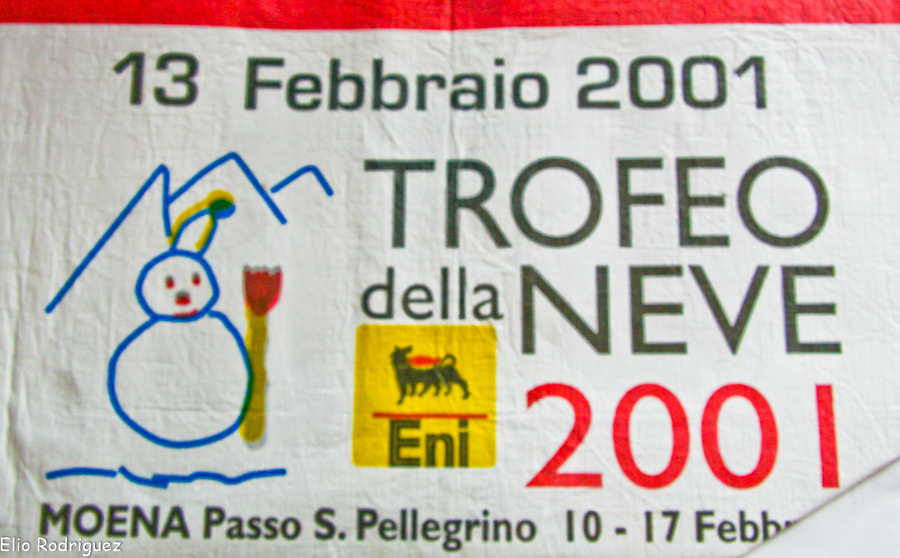 13 Febbraio 2001
TROFEO
della NEVE
Eni
2001
MOENA Passo S. Pellegrino 10 - 17
Elio Rodriguez